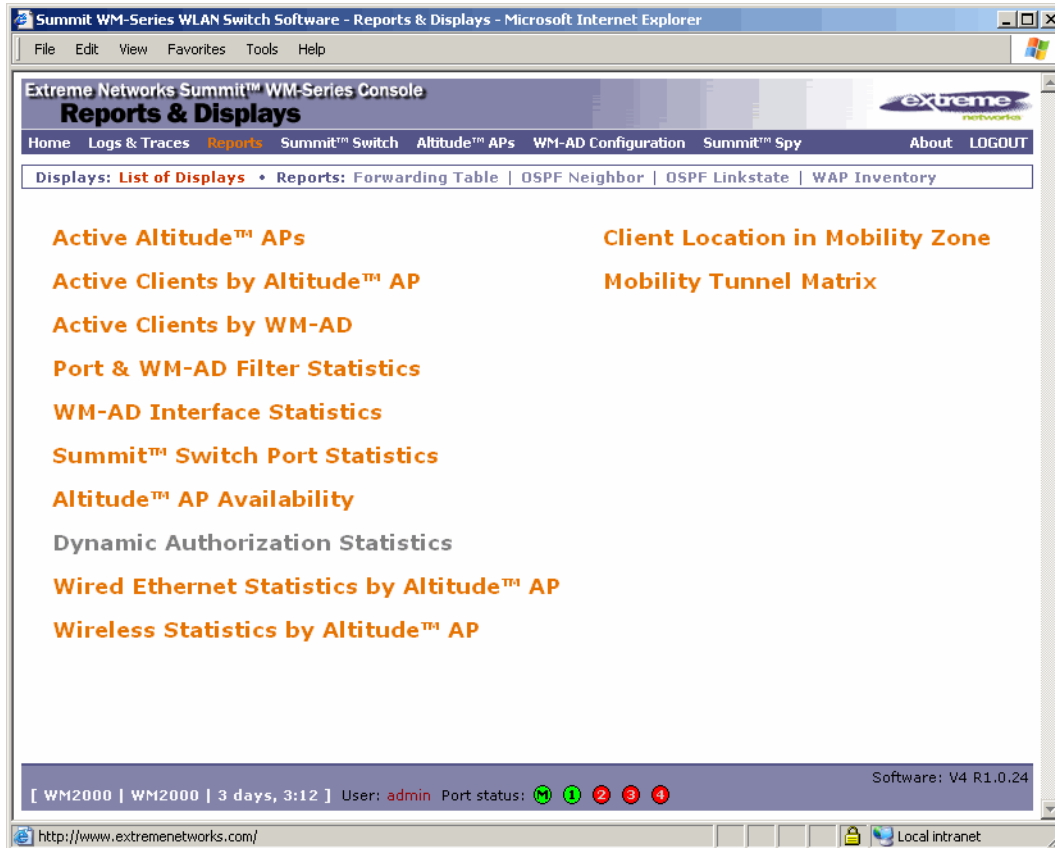 Summit WM-Series WLAN Switch Software - Reports & Displays - Microsoft Internet Explorer
File Edit View Favorites Tools Help
Extreme Networks Summit™ WM-Series Console
Reports & Displays
extreme
networks
Home Logs & Traces Reports Summit™ Switch Altitude™ APs WM-AD Configuration Summit™ Spy About LOGOUT
Displays: List of Displays • Reports: Forwarding Table | OSPF Neighbor | OSPF Linkstate | WAP Inventory
Active Altitude™ APs
Active Clients by Altitude™ AP
Active Clients by WM-AD
Port & WM-AD Filter Statistics
WM-AD Interface Statistics
Summit™ Switch Port Statistics
Altitude™ AP Availability
Dynamic Authorization Statistics
Wired Ethernet Statistics by Altitude™ AP
Wireless Statistics by Altitude™ AP
Client Location in Mobility Zone
Mobility Tunnel Matrix
Software: V4 R1.0.24
[ WM2000 | WM2000 | 3 days, 3:12 ] User: admin Port status: M 1 2 3 4
http://www.extremenetworks.com/ Local intranet